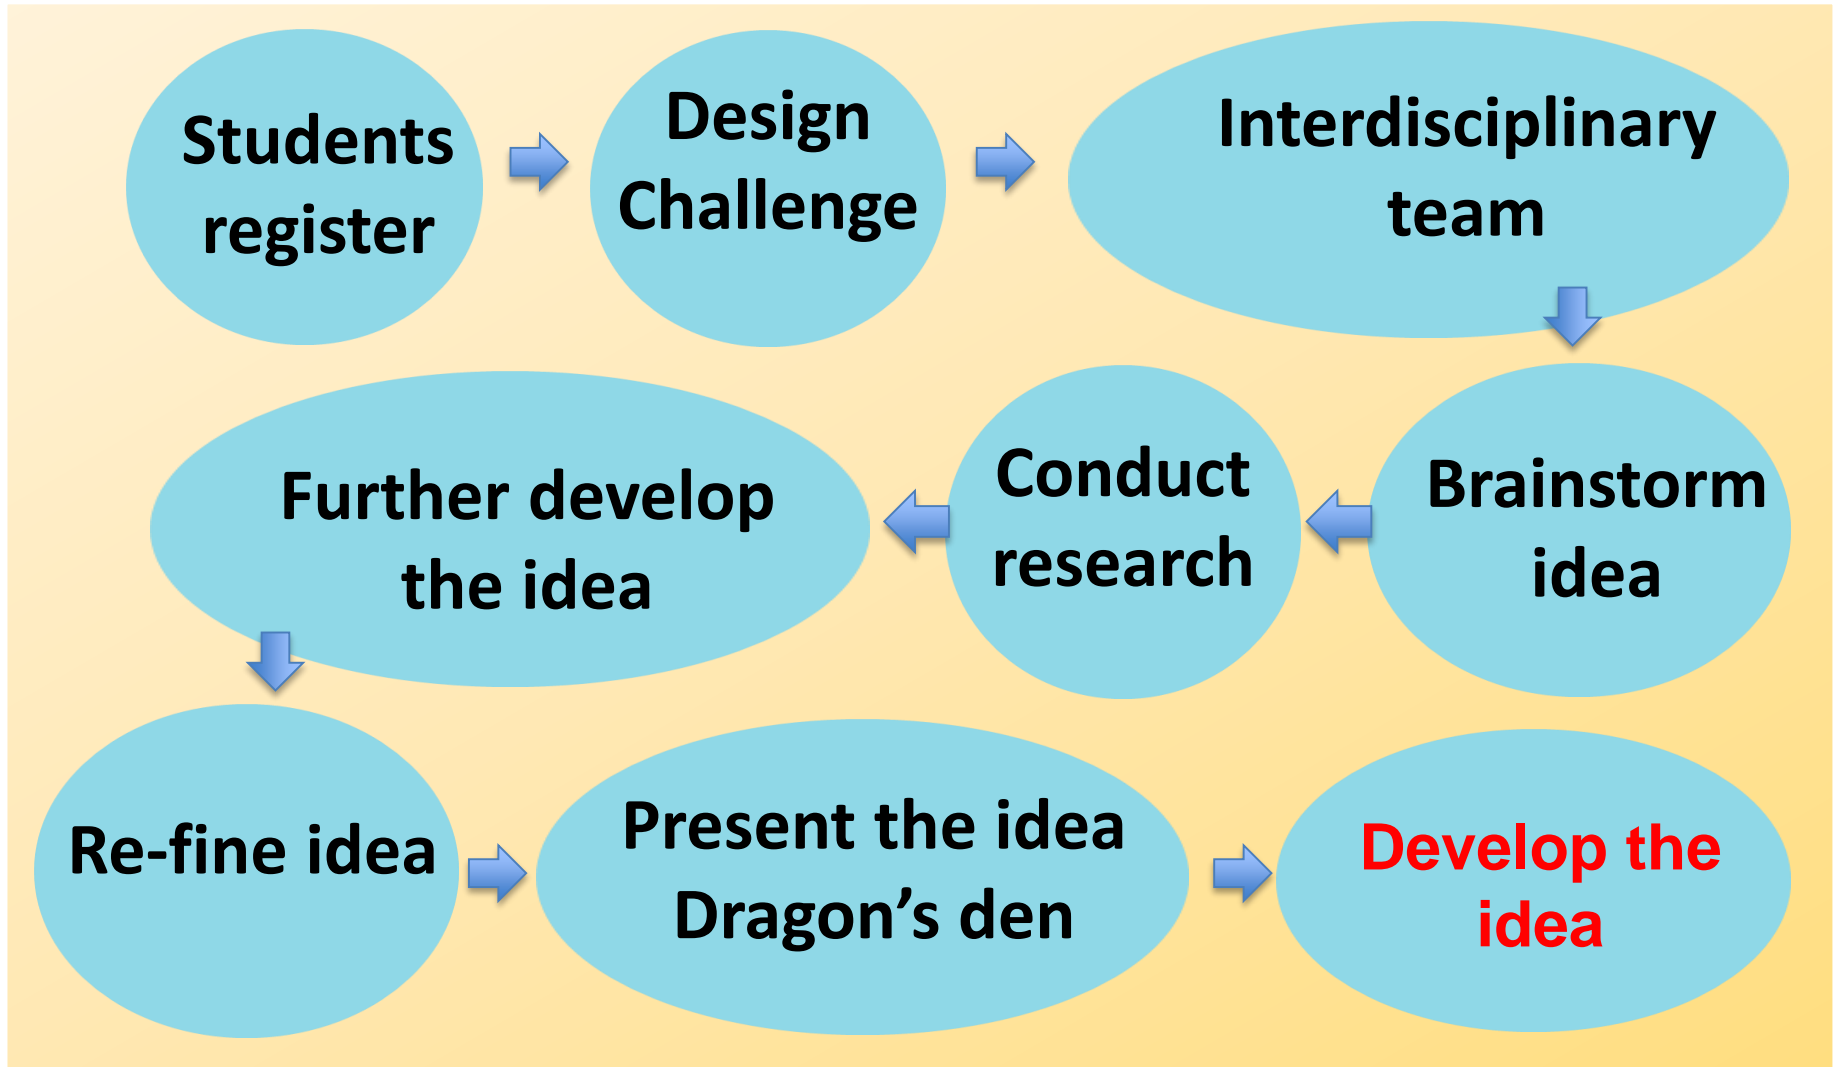 Students
register
Design
Challenge
Interdisciplinary
team
Brainstorm
idea
Conduct
research
Further develop
the idea
Re-fine idea
Present the idea
Dragon’s den
Develop the
idea